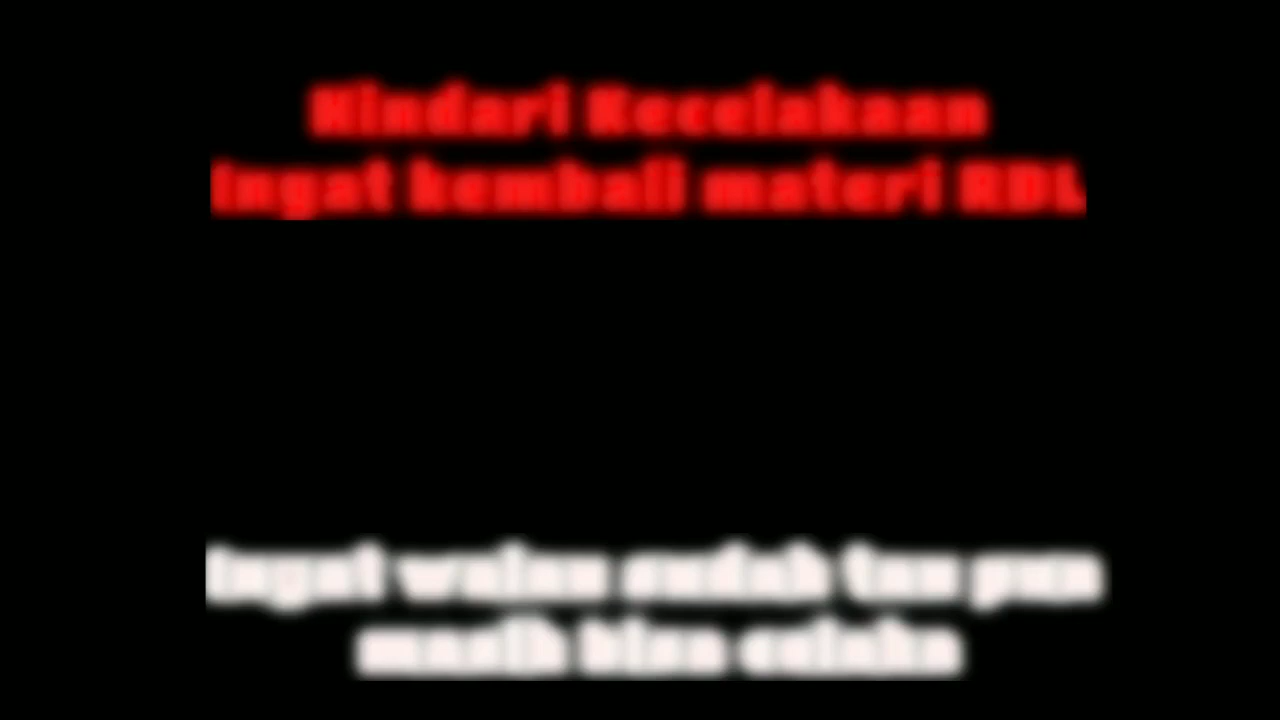 Hindari Kecelakaan
Ingat kembali materi RDL
Ingat walau sudah tau pun
masih bisa celaka